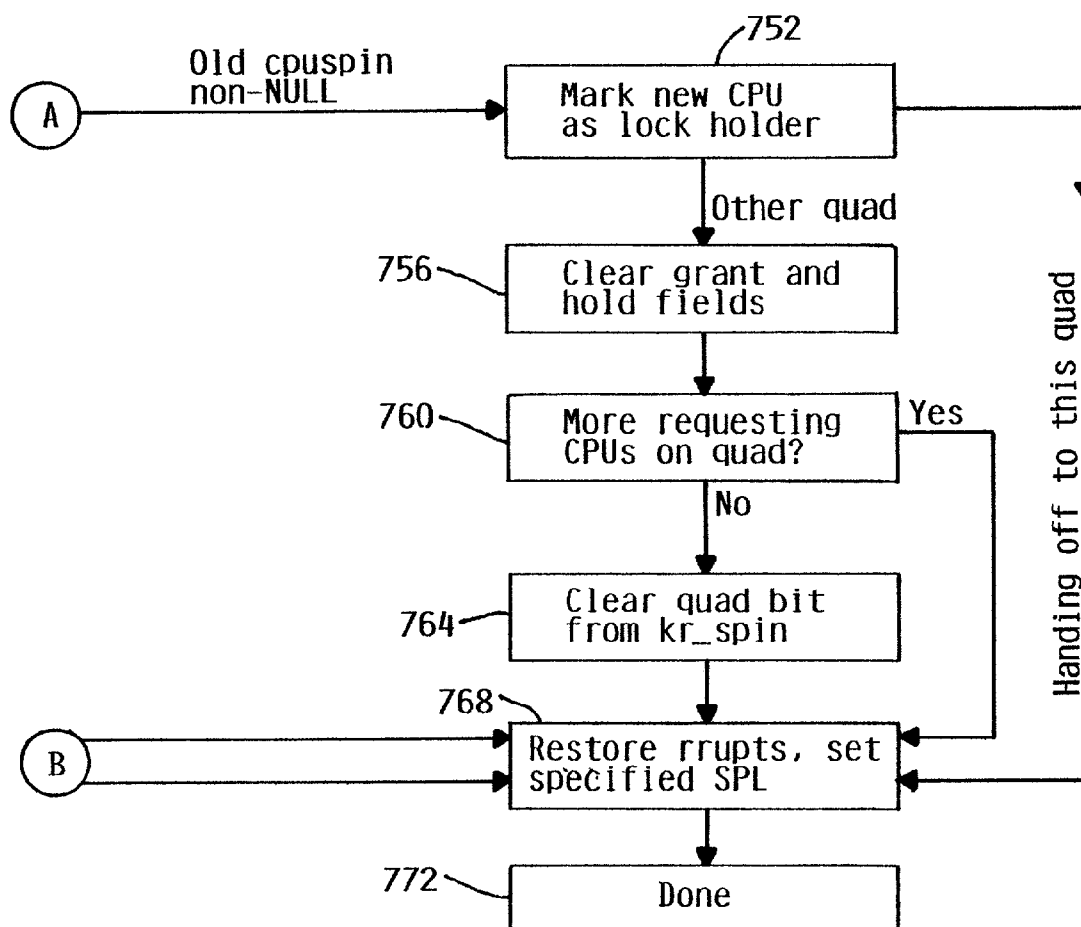 752
Old cpuspin
non-NULL
A
Mark new CPU
as lock holder
Other quad
756
Clear grant and
hold fields
Handing off to this quad
760
More requesting
CPUs on quad?
Yes
No
764
Clear quad bit
from kr_spin
768
B
Restore rrupts, set
specified SPL
772
Done